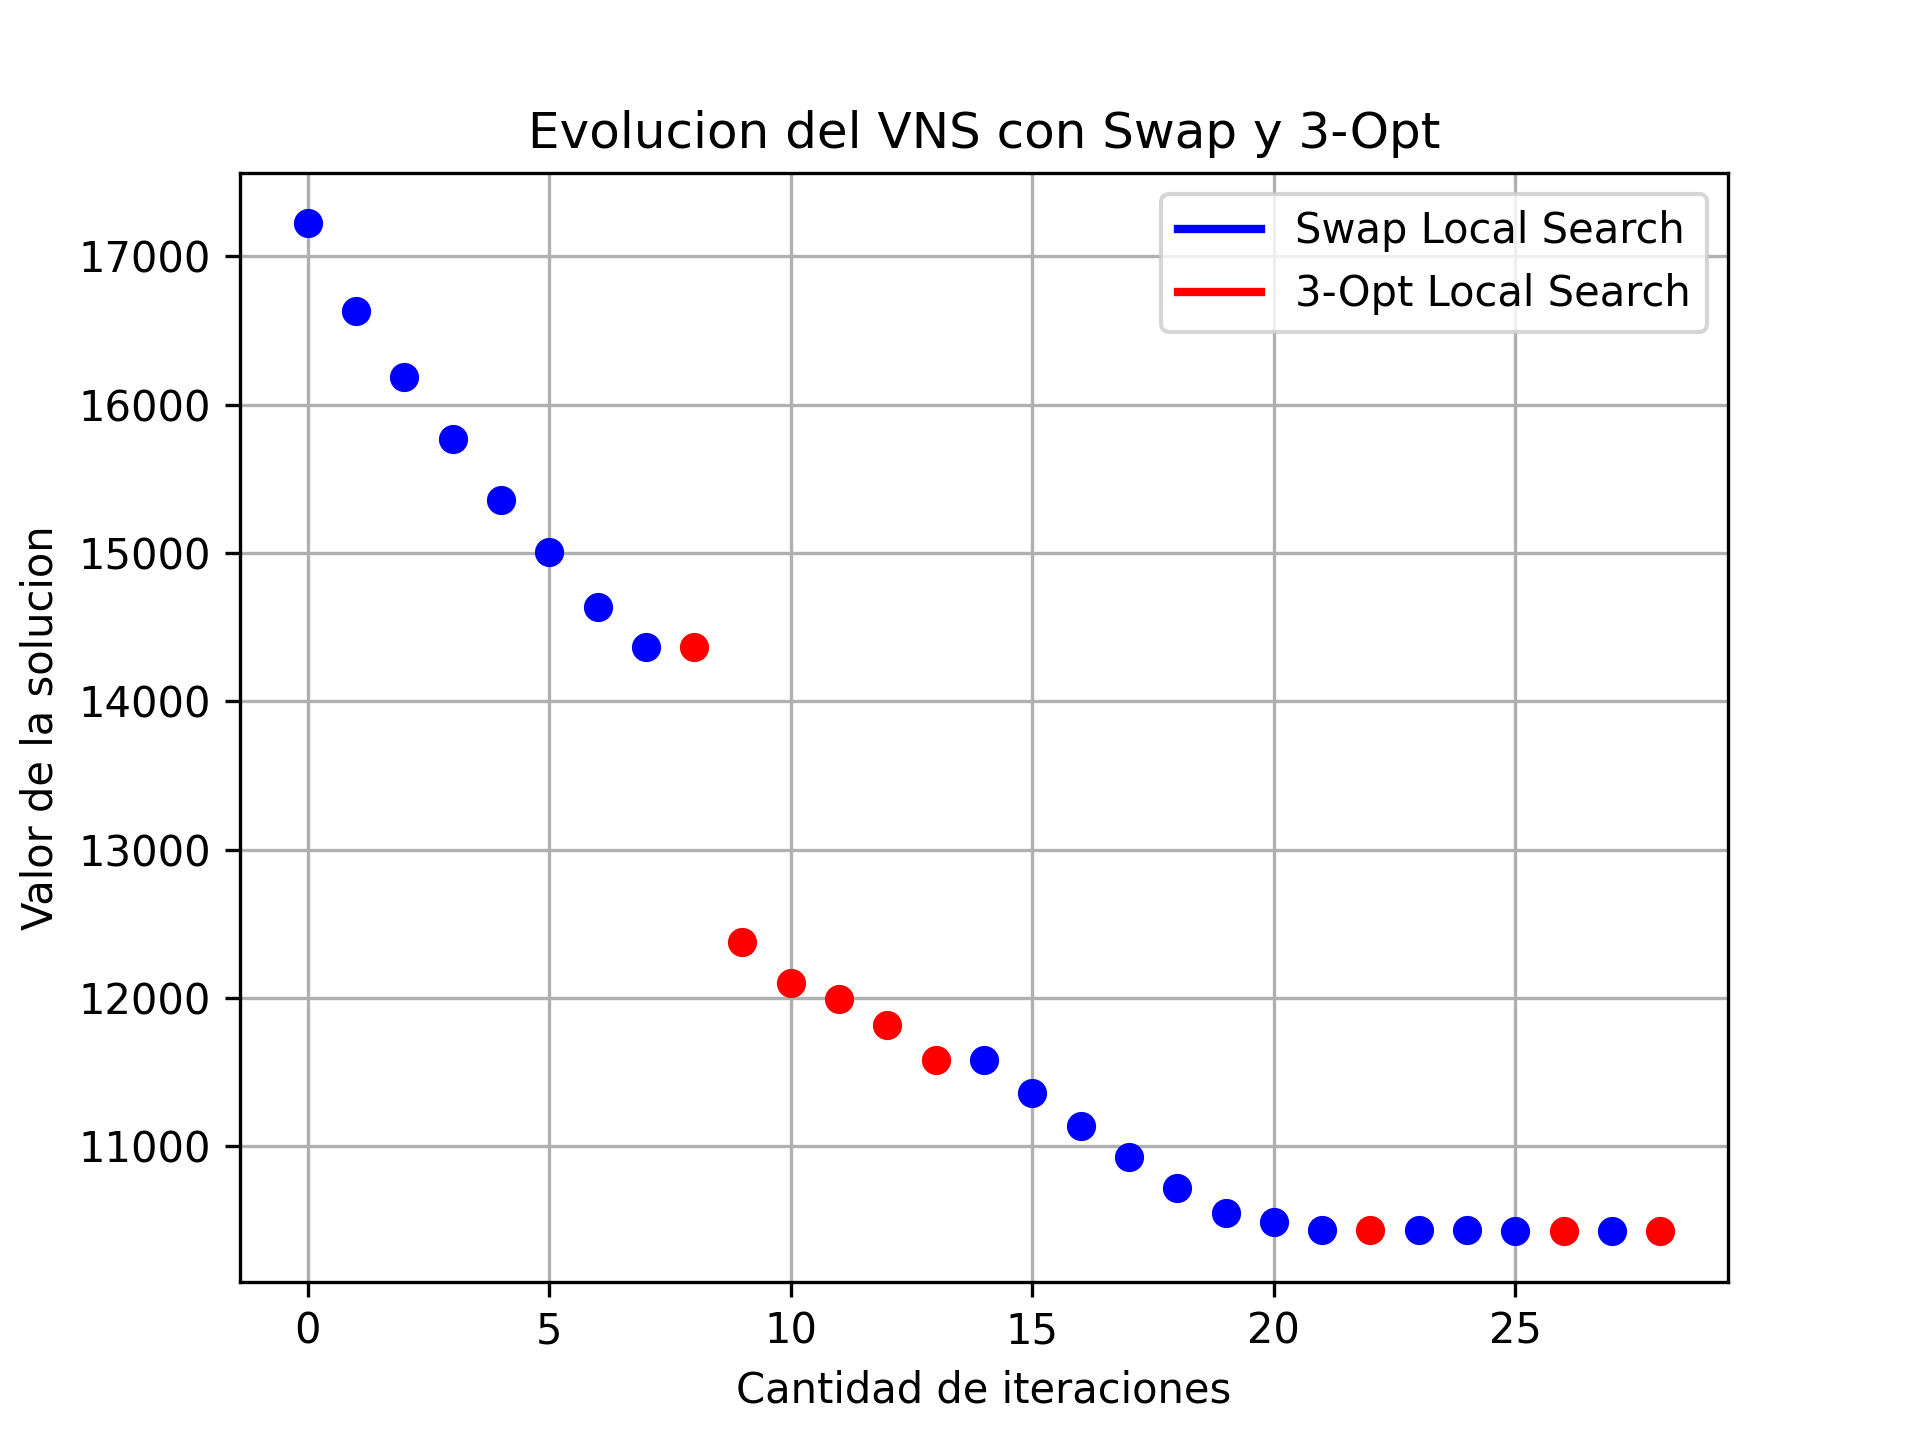 Evolucion del VNS con Swap y 3-Opt
Swap Local Search
3-Opt Local Search
Valor de la solucion
17000
16000
15000
14000
13000
12000
11000
0 5 10 15 20 25
Cantidad de iteraciones